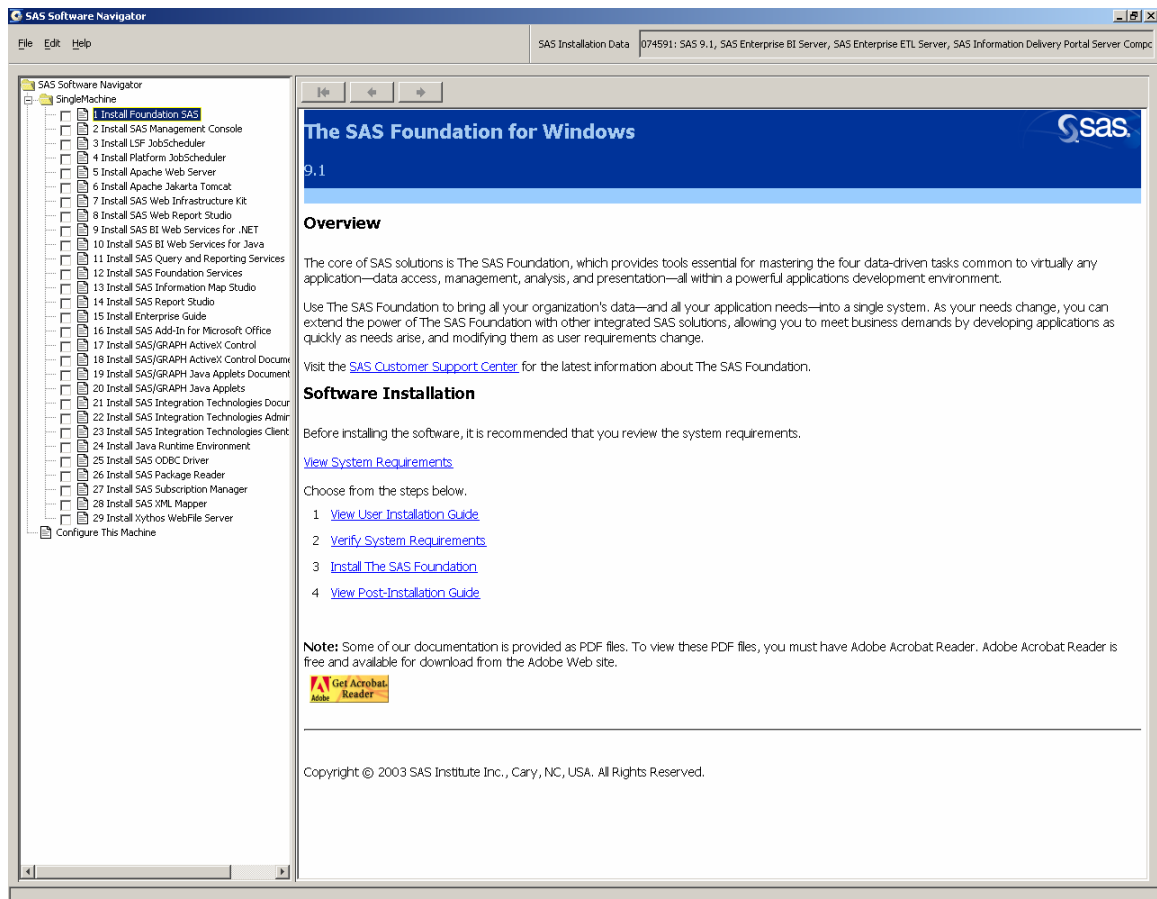 SAS Software Navigator
File Edit Help
SAS Installation Data
074591: SAS 9.1, SAS Enterprise BI Server, SAS Enterprise ETL Server, SAS Information Delivery Portal Server Compc
SAS Software Navigator
SingleMachine
1 Install Foundation SAS
2 Install SAS Management Console
3 Install LSF JobScheduler
4 Install Platform JobScheduler
5 Install Apache Web Server
6 Install Apache Jakarta Tomcat
7 Install SAS Web Infrastructure Kit
8 Install SAS Web Report Studio
9 Install SAS BI Web Services for .NET
10 Install SAS BI Web Services for Java
11 Install SAS Query and Reporting Services
12 Install SAS Foundation Services
13 Install SAS Information Map Studio
14 Install SAS Report Studio
15 Install Enterprise Guide
16 Install SAS Add-In for Microsoft Office
17 Install SAS/GRAPH ActiveX Control
18 Install SAS/GRAPH ActiveX Control Docume
19 Install SAS/GRAPH Java Applets Document
20 Install SAS/GRAPH Java Applets
21 Install SAS Integration Technologies Docur
22 Install SAS Integration Technologies Admir
23 Install SAS Integration Technologies Client
24 Install Java Runtime Environment
25 Install SAS ODBC Driver
26 Install SAS Package Reader
27 Install SAS Subscription Manager
28 Install SAS XML Mapper
29 Install Xythos WebFile Server
Configure This Machine
The SAS Foundation for Windows
sas.
9.1
Overview
The core of SAS solutions is The SAS Foundation, which provides tools essential for mastering the four data-driven tasks common to virtually any
application—data access, management, analysis, and presentation—all within a powerful applications development environment.
Use The SAS Foundation to bring all your organization's data—and all your application needs—into a single system. As your needs change, you can
extend the power of The SAS Foundation with other integrated SAS solutions, allowing you to meet business demands by developing applications as
quickly as needs arise, and modifying them as user requirements change.
Visit the SAS Customer Support Center for the latest information about The SAS Foundation.
Software Installation
Before installing the software, it is recommended that you review the system requirements.
View System Requirements
Choose from the steps below.
1 View User Installation Guide
2 Verify System Requirements
3 Install The SAS Foundation
4 View Post-Installation Guide
Note: Some of our documentation is provided as PDF files. To view these PDF files, you must have Adobe Acrobat Reader. Adobe Acrobat Reader is
free and available for download from the Adobe Web site.
Get Acrobat
Adobe Reader
Copyright © 2003 SAS Institute Inc., Cary, NC, USA. All Rights Reserved.